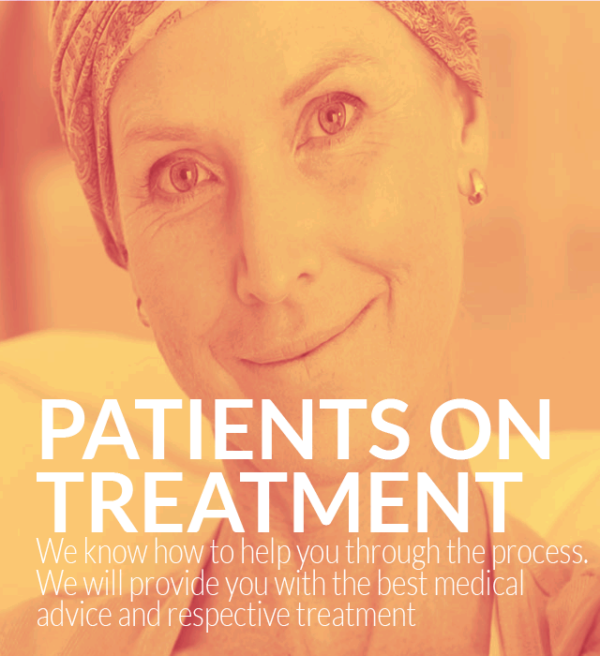 PATIENTS ON
TREATMENT
We know how to help you through the process.
We will provide you with the best medical
advice and respective treatment